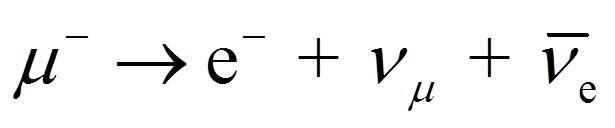 μ⁻ → e⁻ + ν_μ + ν̅_e